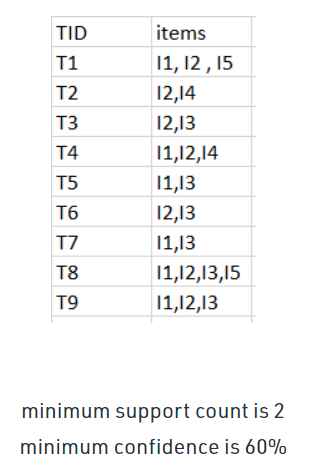 TID items
T1 I1, I2 , I5
T2 I2,I4
T3 I2,I3
T4 I1,I2,I4
T5 I1,I3
T6 I2,I3
T7 I1,I3
T8 I1,I2,I3,I5
T9 I1,I2,I3
minimum support count is 2
minimum confidence is 60%